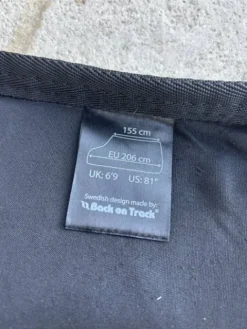 155 cm
EU 206 cm
UK: 6'9 US: 81"
Swedish design made by:
Back on Track®